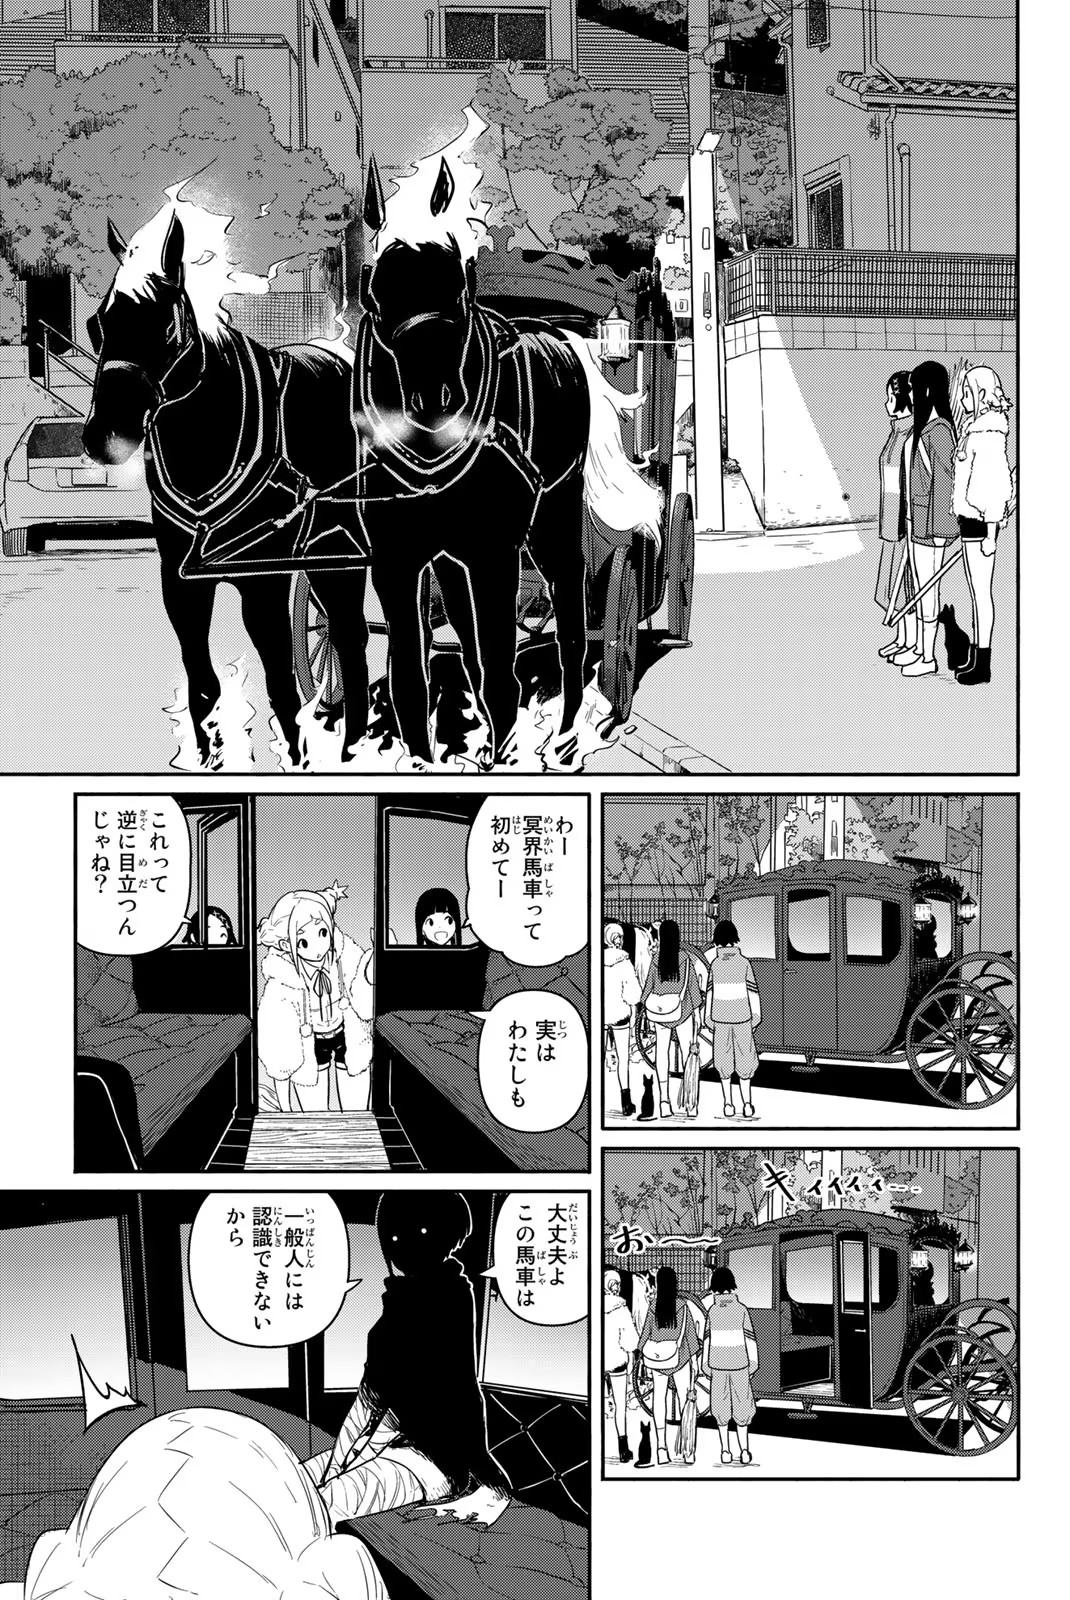 キィイイイ…
お〜〜
わー
冥界馬車って
初めてー
実は
わたしも
これって
逆に目立つん
じゃね?
大丈夫よ
この馬車は
一般人には
認識できない
から